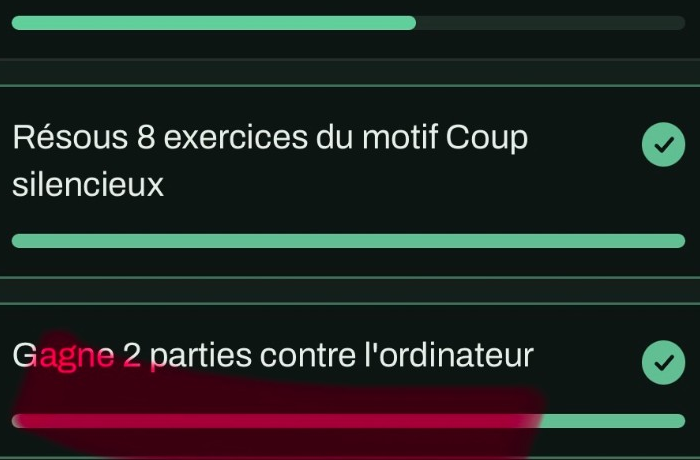 Résous 8 exercices du motif Coup
silencieux
Gagne 2 parties contre l'ordinateur